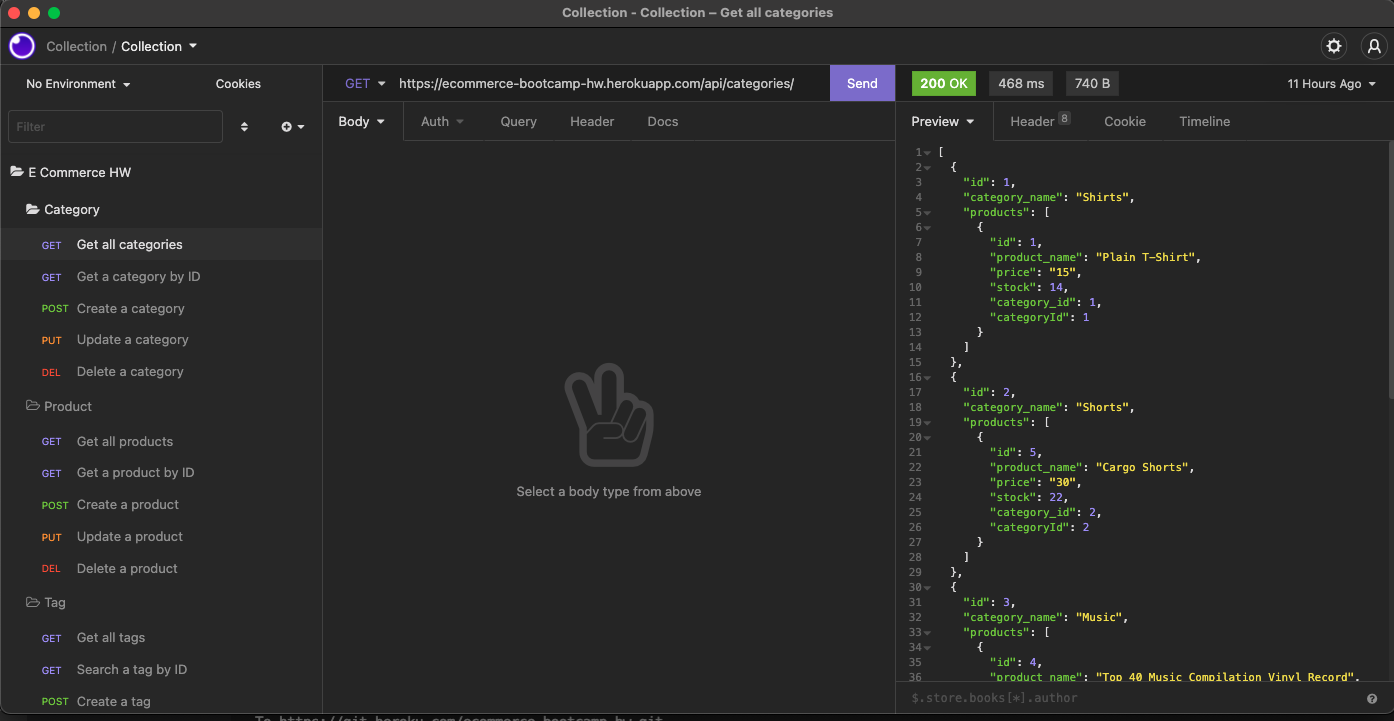 Collection - Collection – Get all categories
Collection / Collection
No Environment
Cookies
Filter
E Commerce HW
Category
GET Get all categories
GET Get a category by ID
POST Create a category
PUT Update a category
DEL Delete a category
Product
GET Get all products
GET Get a product by ID
POST Create a product
PUT Update a product
DEL Delete a product
Tag
GET Get all tags
GET Search a tag by ID
POST Create a tag
GET https://ecommerce-bootcamp-hw.herokuapp.com/api/categories/ Send
Body Auth Query Header Docs
Select a body type from above
200 OK 468 ms 740 B 11 Hours Ago
Preview Header 8 Cookie Timeline
1 [
2 {
3 "id": 1,
4 "category_name": "Shirts",
5 "products": [
6 {
7 "id": 1,
8 "product_name": "Plain T-Shirt",
9 "price": "15",
10 "stock": 14,
11 "category_id": 1,
12 "categoryId": 1
13 }
14 ]
15 },
16 {
17 "id": 2,
18 "category_name": "Shorts",
19 "products": [
20 {
21 "id": 5,
22 "product_name": "Cargo Shorts",
23 "price": "30",
24 "stock": 22,
25 "category_id": 2,
26 "categoryId": 2
27 }
28 ]
29 },
30 {
31 "id": 3,
32 "category_name": "Music",
33 "products": [
34 {
35 "id": 4,
36 "product_name": "Top 40 Music Compilation Vinyl Record",
$.store.books[*].author
To https://git.heroku.com/ecommerce-bootcamp-hw.git